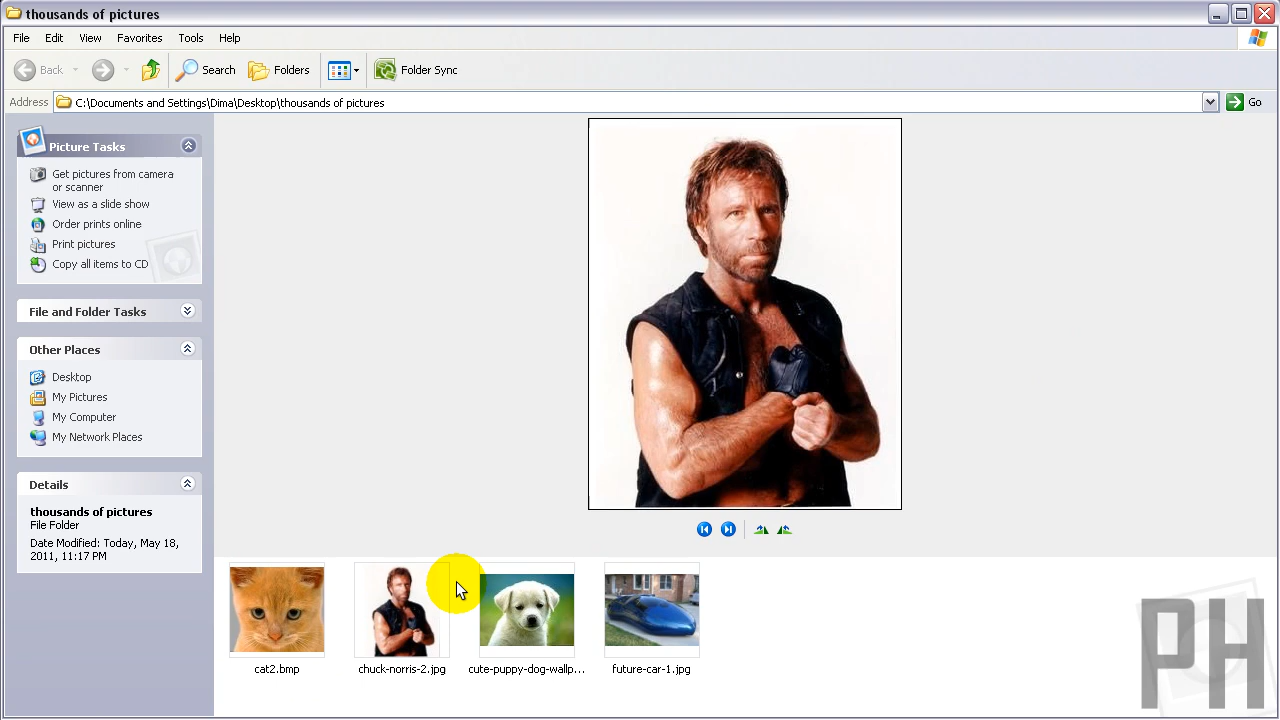 thousands of pictures
File Edit View Favorites Tools Help
Back Search Folders Folder Sync
Address C:\Documents and Settings\Dima\Desktop\thousands of pictures Go
Picture Tasks
Get pictures from camera
or scanner
View as a slide show
Order prints online
Print pictures
Copy all items to CD
File and Folder Tasks
Other Places
Desktop
My Pictures
My Computer
My Network Places
Details
thousands of pictures
File Folder
Date Modified: Today, May 18,
2011, 11:17 PM
cat2.bmp chuck-norris-2.jpg cute-puppy-dog-wallp... future-car-1.jpg
PH